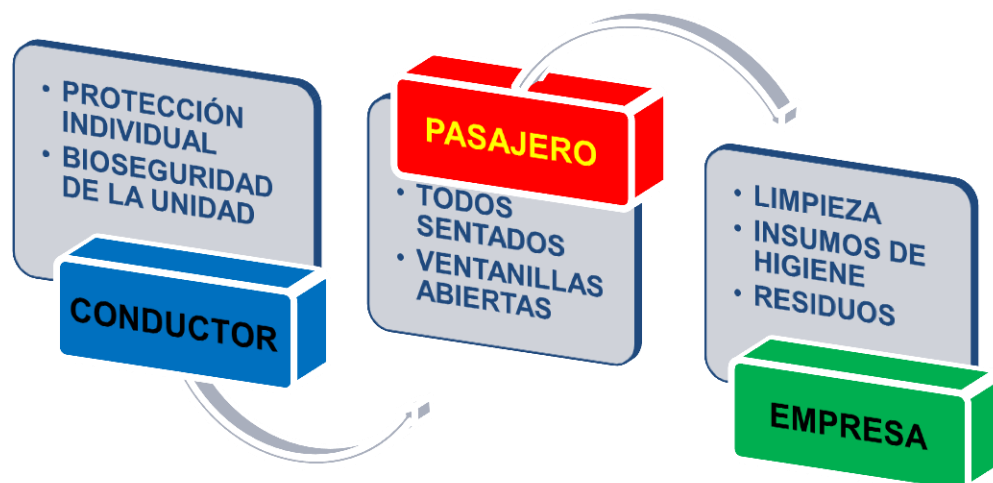 • PROTECCIÓN
INDIVIDUAL
• BIOSEGURIDAD
DE LA UNIDAD
CONDUCTOR
PASAJERO
• TODOS
SENTADOS
• VENTANILLAS
ABIERTAS
• LIMPIEZA
• INSUMOS DE
HIGIENE
• RESIDUOS
EMPRESA